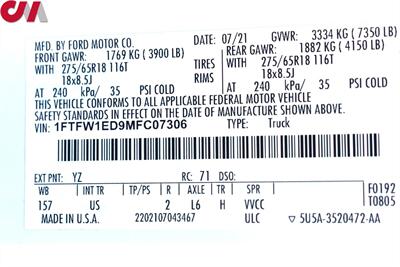 MFD. BY FORD MOTOR CO. 07/21 GVWR: 3334 KG (7350 LB)
FRONT GAWR: 1769 KG (3900 LB) REAR GAWR: 1882 KG (4150 LB)
WITH 275/65R18 116T TIRES WITH 275/65R18 116T
18x8.5J RIMS 18x8.5J
AT 240 kPa/ 35 PSI COLD AT 240 kPa/ 35 PSI COLD
THIS VEHICLE CONFORMS TO ALL APPLICABLE FEDERAL MOTOR VEHICLE
SAFETY STANDARDS IN EFFECT ON THE DATE OF MANUFACTURE SHOWN ABOVE.
VIN: 1FTFW1ED9MFC07306 TYPE: Truck
EXT PNT: YZ RC: 71 DSO: F0192
WB INT TR TP/PS R AXLE TR SPR T0805
157 US 2 L6 H VVCC
MADE IN U.S.A. 2202107043467 ULC ▽ 5U5A-3520472-AA